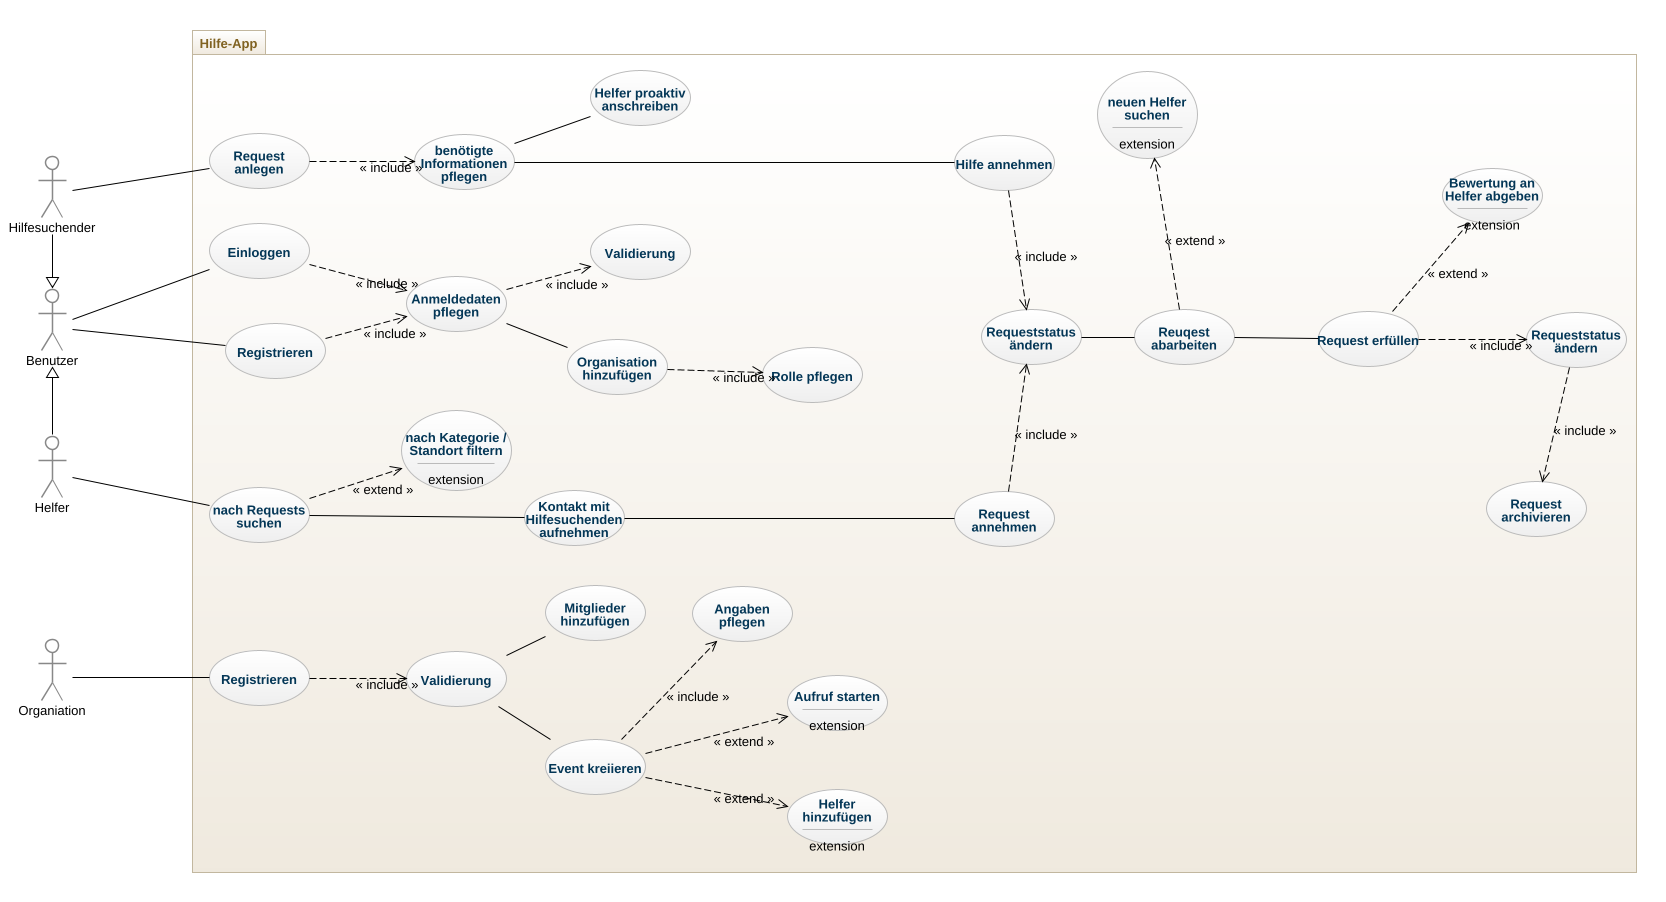 Hilfe-App
Helfer proaktiv
anschreiben
neuen Helfer
suchen
extension
Request
anlegen
« include »
benötigte
Informationen
pflegen
Hilfe annehmen
Bewertung an
Helfer abgeben
extension
Hilfesuchender
Einloggen
Validierung
« extend »
« include »
« include »
« include »
« extend »
Anmeldedaten
pflegen
Registrieren
« include »
Requeststatus
ändern
Reuqest
abarbeiten
Request erfüllen
« include »
Requeststatus
ändern
Benutzer
Organisation
hinzufügen
« include »
Rolle pflegen
nach Kategorie /
Standort filtern
extension
« include »
« include »
« extend »
Helfer
nach Requests
suchen
Kontakt mit
Hilfesuchenden
aufnehmen
Request
annehmen
Request
archivieren
Mitglieder
hinzufügen
Angaben
pflegen
Organiation
Registrieren
« include »
Validierung
« include »
Aufruf starten
extension
« extend »
Event kreiieren
« extend »
Helfer
hinzufügen
extension